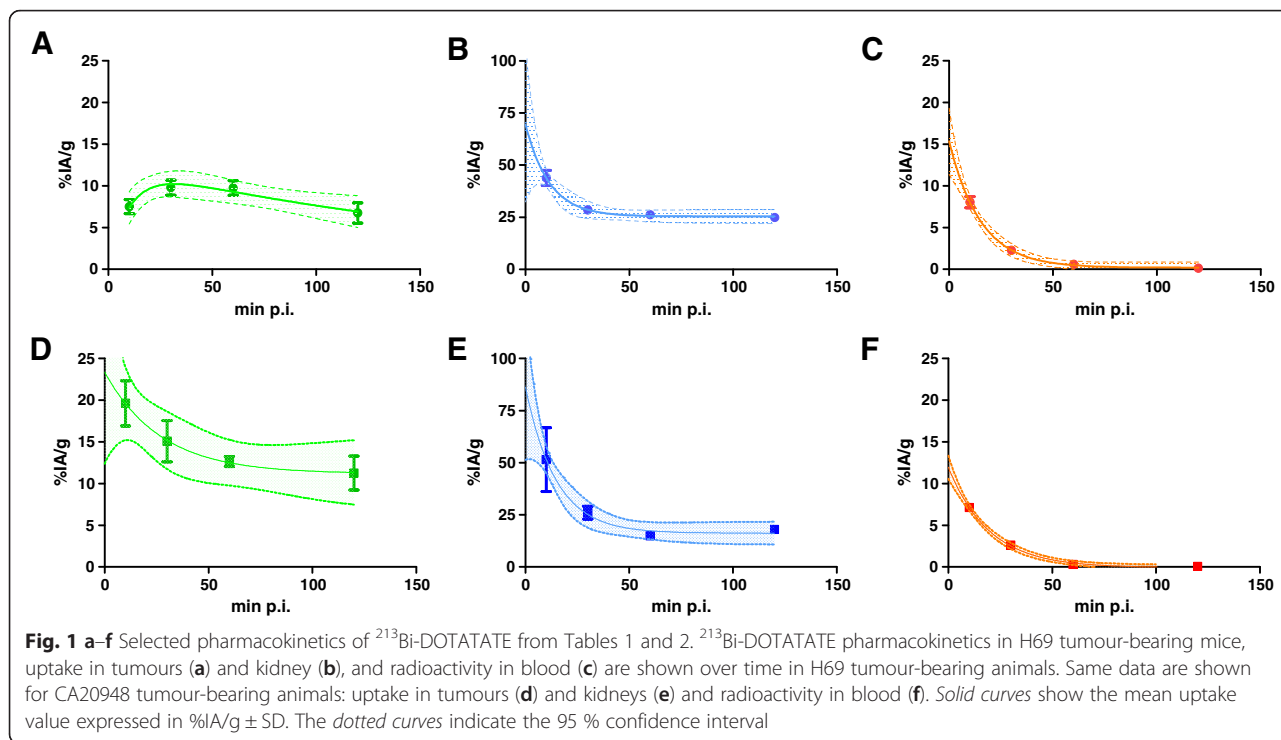 A
B
C
25
20
15
10
5
0
%IA/g
0
50
100
150
min p.i.
100
75
50
25
0
%IA/g
0
50
100
150
min p.i.
25
20
15
10
5
0
%IA/g
0
50
100
150
min p.i.
D
E
F
25
20
15
10
5
0
%IA/g
0
50
100
150
min p.i.
100
75
50
25
0
%IA/g
0
50
100
150
min p.i.
25
20
15
10
5
0
%IA/g
0
50
100
150
min p.i.
Fig. 1 a–f Selected pharmacokinetics of ²¹³Bi-DOTATATE from Tables 1 and 2. ²¹³Bi-DOTATATE pharmacokinetics in H69 tumour-bearing mice,
uptake in tumours (a) and kidney (b), and radioactivity in blood (c) are shown over time in H69 tumour-bearing animals. Same data are shown
for CA20948 tumour-bearing animals: uptake in tumours (d) and kidneys (e) and radioactivity in blood (f). Solid curves show the mean uptake
value expressed in %IA/g ± SD. The dotted curves indicate the 95 % confidence interval